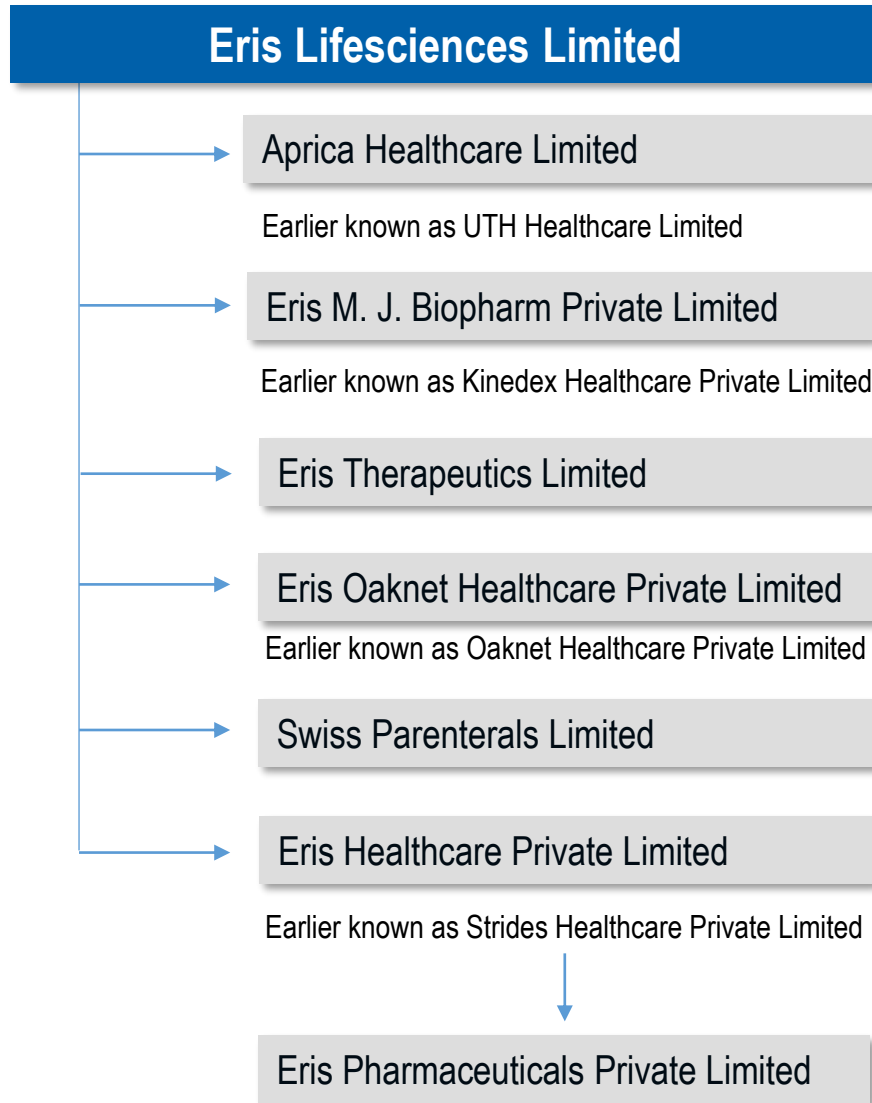 Eris Lifesciences Limited
Aprica Healthcare Limited
Earlier known as UTH Healthcare Limited
Eris M. J. Biopharm Private Limited
Earlier known as Kinedex Healthcare Private Limited
Eris Therapeutics Limited
Eris Oaknet Healthcare Private Limited
Earlier known as Oaknet Healthcare Private Limited
Swiss Parenterals Limited
Eris Healthcare Private Limited
Earlier known as Strides Healthcare Private Limited
Eris Pharmaceuticals Private Limited